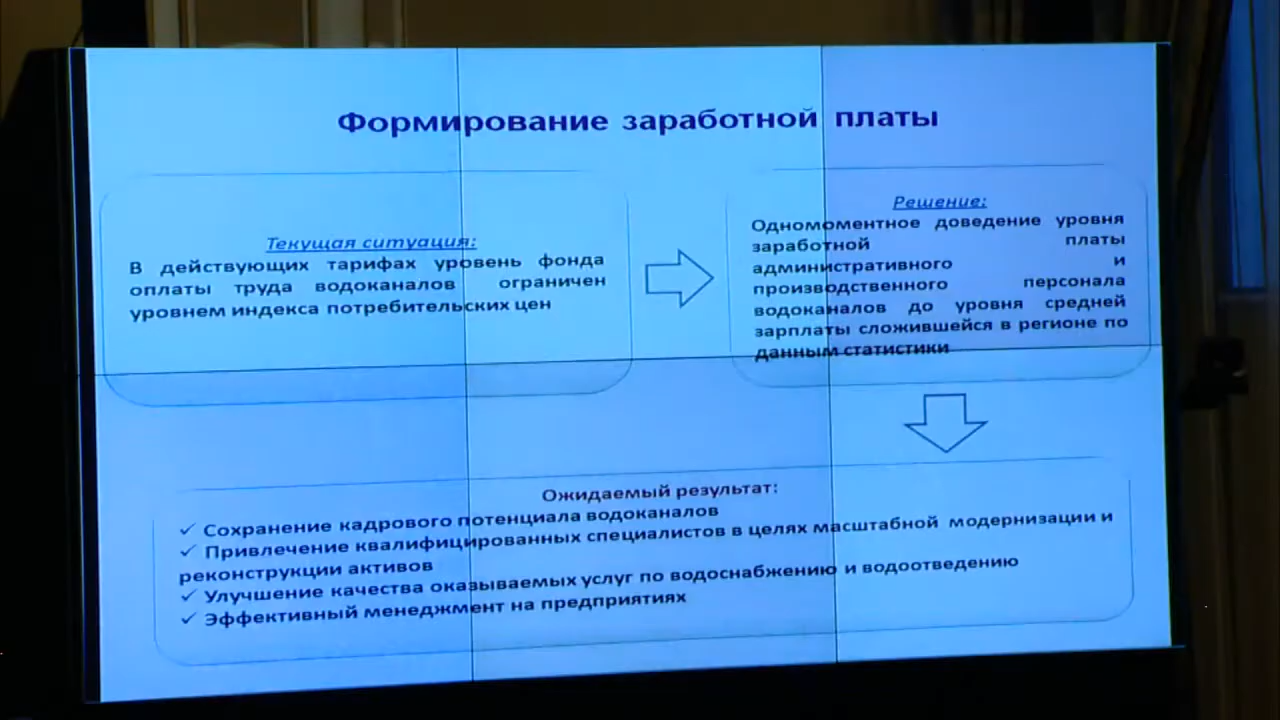 Формирование заработной платы
Текущая ситуация:
В действующих тарифах уровень фонда
оплаты труда водоканалов ограничен
уровнем индекса потребительских цен
Решение:
Одномоментное доведение уровня
заработной платы
административного и
производственного персонала
водоканалов до уровня средней
зарплаты сложившейся в регионе по
данным статистики
Ожидаемый результат:
✓ Сохранение кадрового потенциала водоканалов
✓ Привлечение квалифицированных специалистов в целях масштабной модернизации и
реконструкции активов
✓ Улучшение качества оказываемых услуг по водоснабжению и водоотведению
✓ Эффективный менеджмент на предприятиях